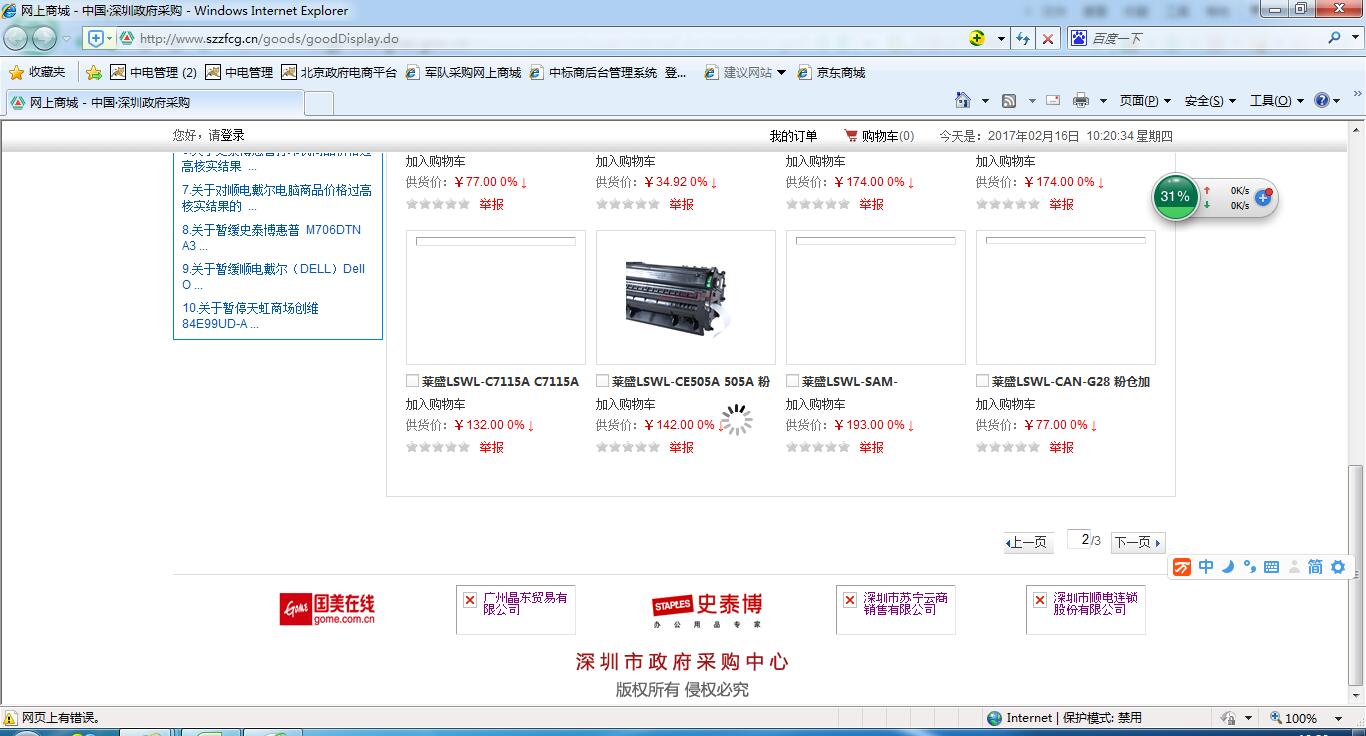 网上商城 - 中国·深圳政府采购 - Windows Internet Explorer
http://www.szzfcg.cn/goods/goodDisplay.do
百度一下
收藏夹
中电管理 (2)
中电管理
北京政府电商平台
军队采购网上商城
中标商后台管理系统 登...
建议网站
京东商城
网上商城 - 中国·深圳政府采购
页面(P)
安全(S)
工具(O)
您好，请登录
我的订单
购物车(0)
今天是：2017年02月16日 10:20:34 星期四
高核实结果 ...
7.关于对顺电戴尔电脑商品价格过高
核实结果的 ...
8.关于暂缓史泰博惠普 M706DTN
A3 ...
9.关于暂缓顺电戴尔（DELL）Dell
O ...
10.关于暂停天虹商场创维
84E99UD-A ...
加入购物车
供货价：￥77.00 0%↓
举报
加入购物车
供货价：￥34.92 0%↓
举报
加入购物车
供货价：￥174.00 0%↓
举报
加入购物车
供货价：￥174.00 0%↓
举报
31%
0K/s
0K/s
莱盛LSWL-C7115A C7115A
加入购物车
供货价：￥132.00 0%↓
举报
莱盛LSWL-CE505A 505A 粉
加入购物车
供货价：￥142.00 0%↓
举报
莱盛LSWL-SAM-
加入购物车
供货价：￥193.00 0%↓
举报
莱盛LSWL-CAN-G28 粉仓加
加入购物车
供货价：￥77.00 0%↓
举报
上一页
2/3
下一页
中
简
Gome 国美在线
gome.com.cn
广州晶东贸易有
限公司
STAPLES 史泰博
办公用品专家
深圳市苏宁云商
销售有限公司
深圳市顺电连锁
股份有限公司
深圳市政府采购中心
版权所有 侵权必究
网页上有错误。
Internet | 保护模式: 禁用
100%